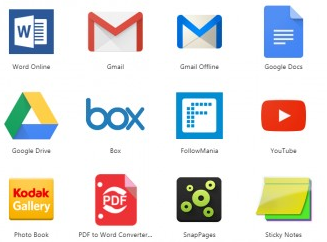 W
Word Online
Gmail
Gmail Offline
Google Docs
Google Drive
box
Box
F
FollowMania
YouTube
Kodak
Gallery
Photo Book
PDF
PDF to Word Converter...
SnapPages
Sticky Notes